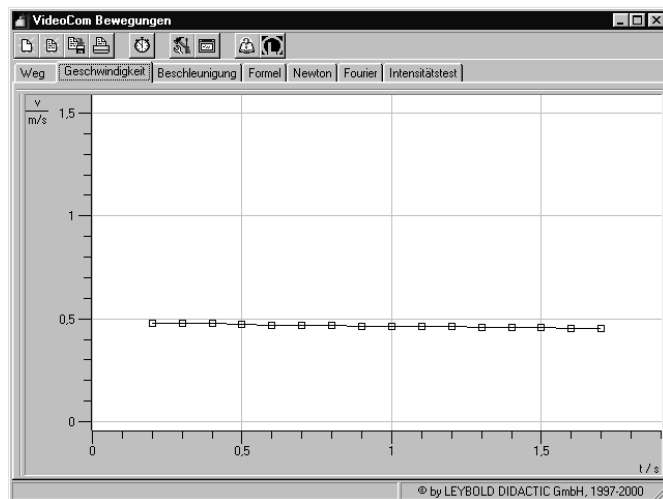 VideoCom Bewegungen
Weg Geschwindigkeit Beschleunigung Formel Newton Fourier Intensitätstest
v
m/s
1,5
1
0,5
0
0 0,5 1 1,5
t / s
© by LEYBOLD DIDACTIC GmbH, 1997-2000